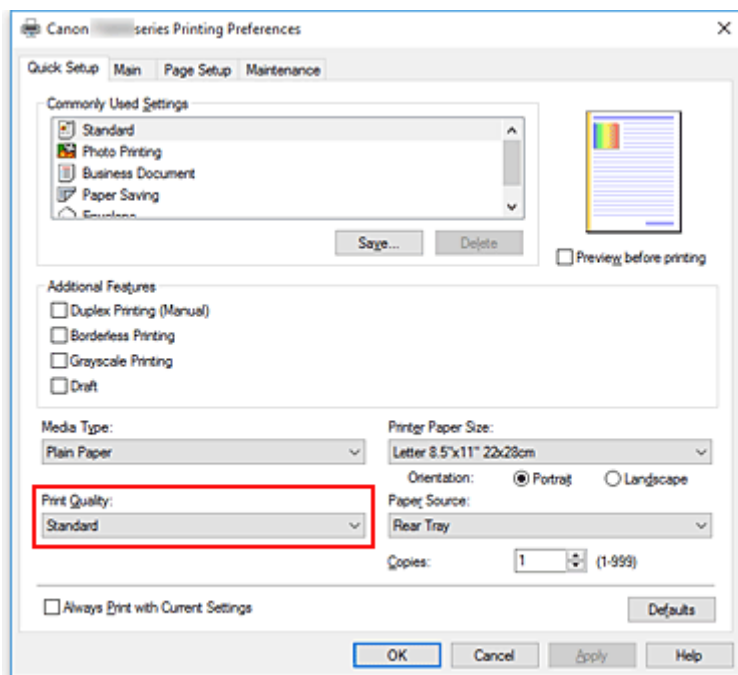 Canon series Printing Preferences
Quick Setup Main Page Setup Maintenance
Commonly Used Settings
Standard
Photo Printing
Business Document
Paper Saving
Envelope
Save... Delete
Preview before printing
Additional Features
Duplex Printing (Manual)
Borderless Printing
Grayscale Printing
Draft
Media Type:
Plain Paper
Printer Paper Size:
Letter 8.5"x11" 22x28cm
Orientation: Portrait Landscape
Print Quality:
Standard
Paper Source:
Rear Tray
Copies: 1 (1-999)
Always Print with Current Settings
Defaults
OK Cancel Apply Help